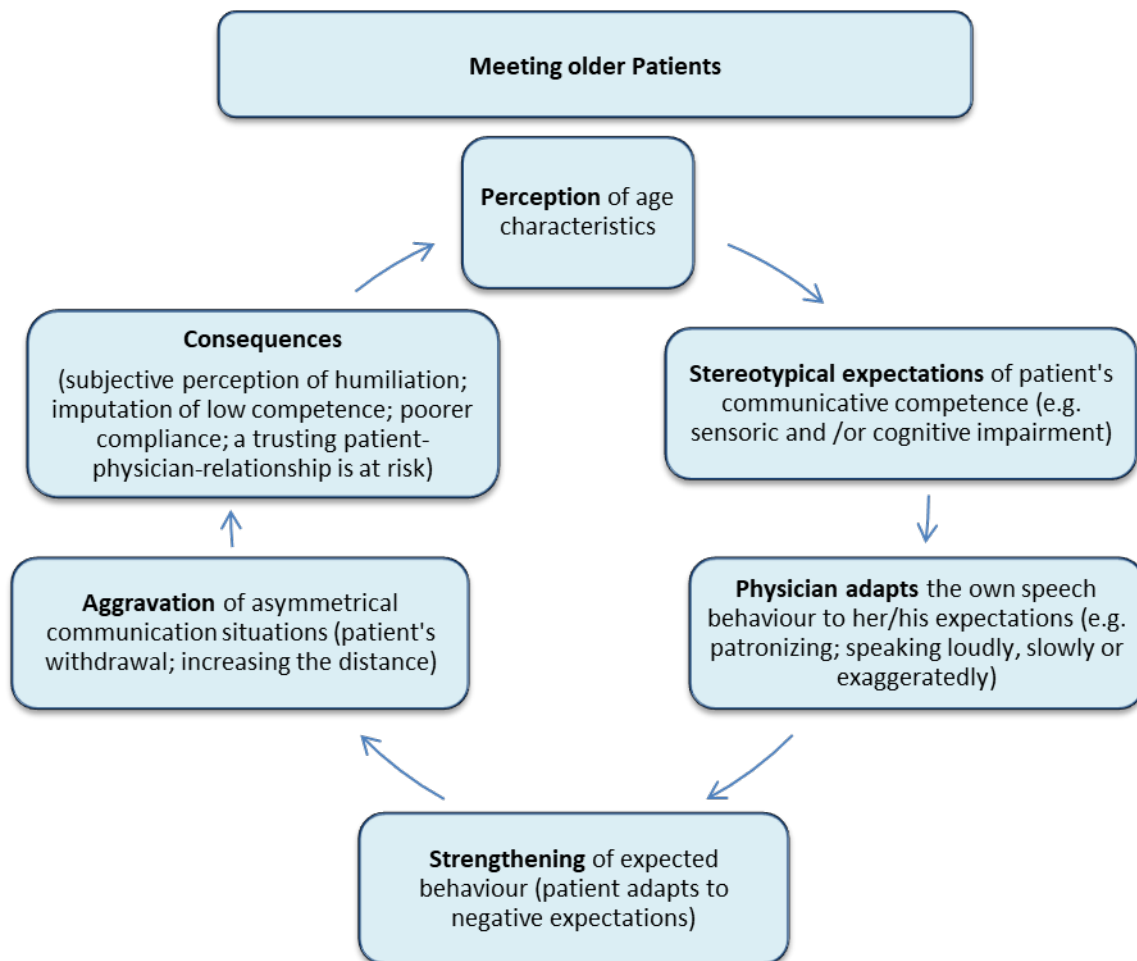 Meeting older Patients
Perception of age
characteristics
Stereotypical expectations of patient's
communicative competence (e.g.
sensoric and /or cognitive impairment)
Physician adapts the own speech
behaviour to her/his expectations (e.g.
patronizing; speaking loudly, slowly or
exaggeratedly)
Strengthening of expected
behaviour (patient adapts to
negative expectations)
Aggravation of asymmetrical
communication situations (patient's
withdrawal; increasing the distance)
Consequences
(subjective perception of humiliation;
imputation of low competence; poorer
compliance; a trusting patient-
physician-relationship is at risk)